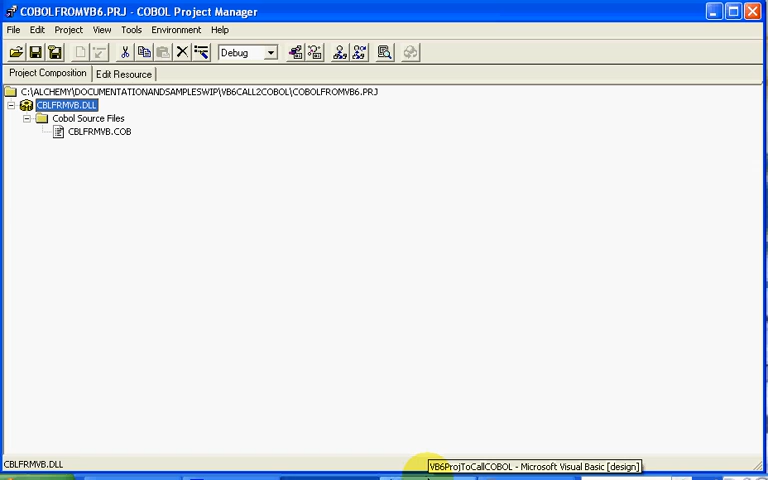 COBOLFROMVB6.PRJ - COBOL Project Manager
File Edit Project View Tools Environment Help
Debug
Project Composition Edit Resource
C:\ALCHEMY\DOCUMENTATIONANDSAMPLESWIP\VB6CALL2COBOL\COBOLFROMVB6.PRJ
CBLFRMVB.DLL
Cobol Source Files
CBLFRMVB.COB
VB6ProjToCallCOBOL - Microsoft Visual Basic [design]
CBLFRMVB.DLL